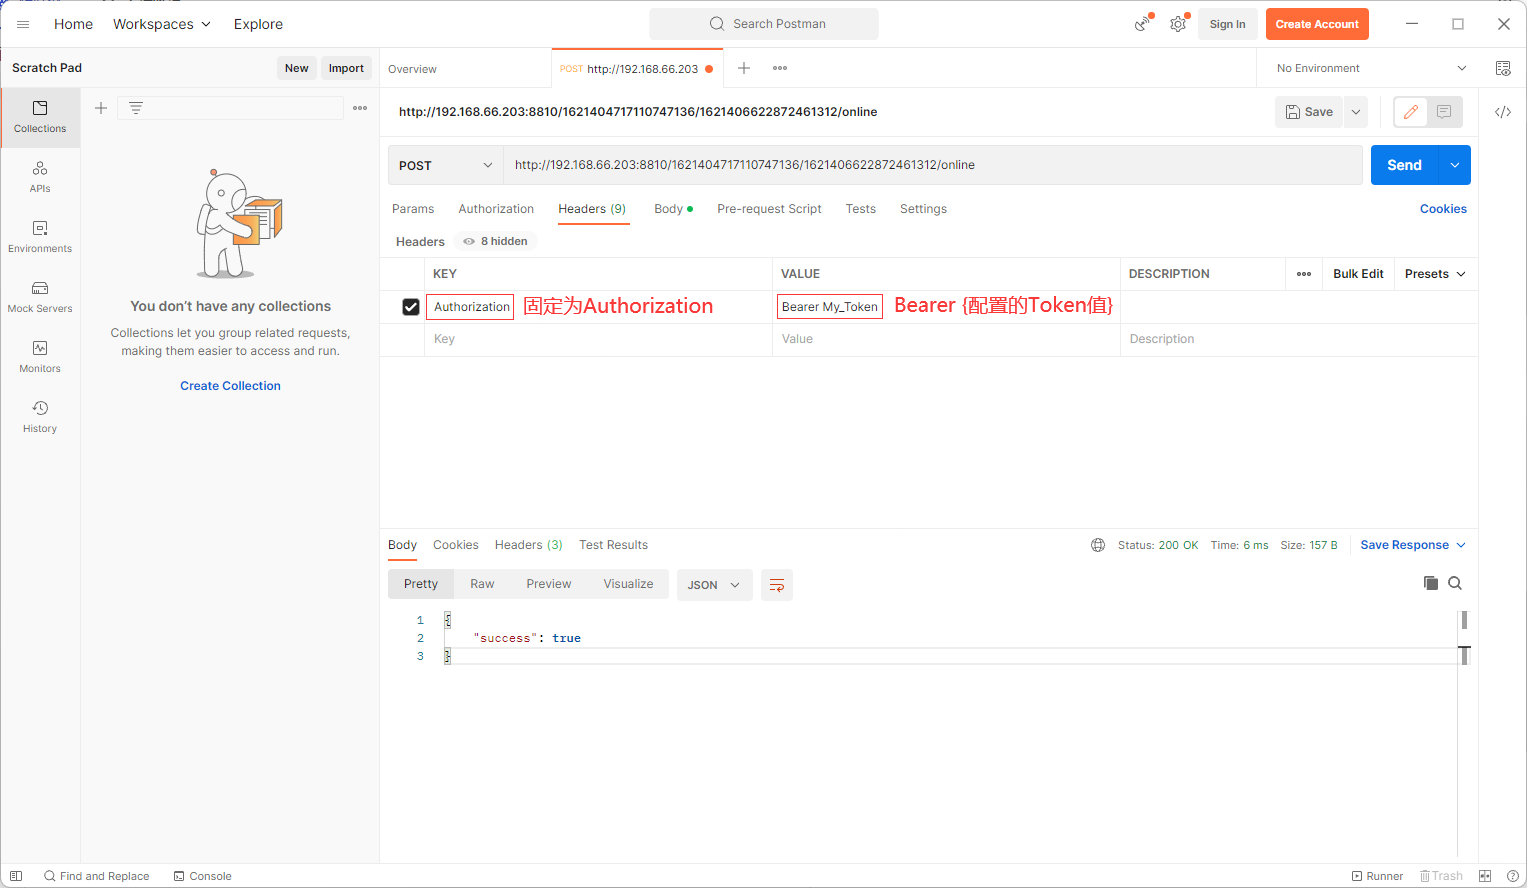 Home
Workspaces
Explore
Search Postman
Sign In
Create Account
Scratch Pad
New
Import
Overview
POST http://192.168.66.203
No Environment
Collections
APIs
Environments
Mock Servers
Monitors
History
You don't have any collections
Collections let you group related requests,
making them easier to access and run.
Create Collection
http://192.168.66.203:8810/1621404717110747136/1621406622872461312/online
Save
POST
http://192.168.66.203:8810/1621404717110747136/1621406622872461312/online
Send
Params
Authorization
Headers (9)
Body
Pre-request Script
Tests
Settings
Cookies
Headers
8 hidden
KEY
VALUE
DESCRIPTION
Bulk Edit
Presets
Authorization
固定为Authorization
Bearer My_Token
Bearer {配置的Token值}
Key
Value
Description
Body
Cookies
Headers (3)
Test Results
Status: 200 OK
Time: 6 ms
Size: 157 B
Save Response
Pretty
Raw
Preview
Visualize
JSON
1 {
2 "success": true
3 }
Find and Replace
Console
Runner
Trash